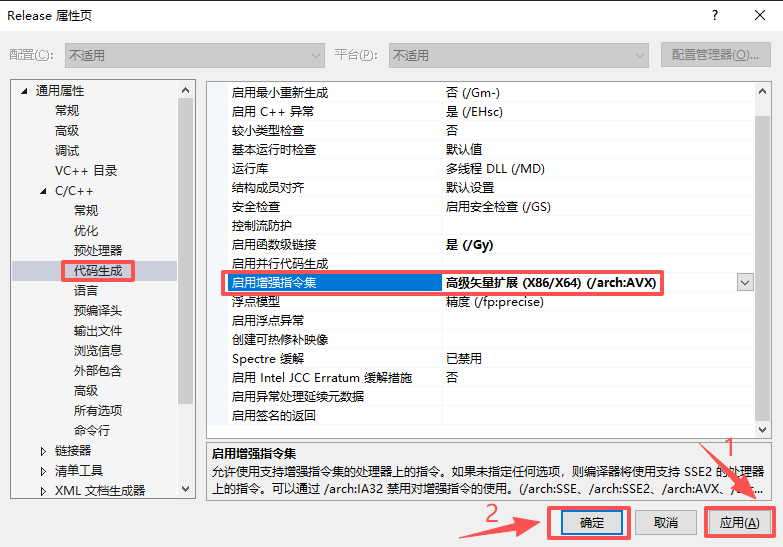 Release 属性页
?
配置(C):
不适用
平台(P):
不适用
配置管理器(O)...
通用属性
常规
高级
调试
VC++ 目录
C/C++
常规
优化
预处理器
代码生成
语言
预编译头
输出文件
浏览信息
外部包含
高级
所有选项
命令行
链接器
清单工具
XML 文档生成器
启用最小重新生成 否 (/Gm-)
启用 C++ 异常 是 (/EHsc)
较小类型检查 否
基本运行时检查 默认值
运行库 多线程 DLL (/MD)
结构成员对齐 默认设置
安全检查 启用安全检查 (/GS)
控制流防护
启用函数级链接 是 (/Gy)
启用并行代码生成
启用增强指令集 高级矢量扩展 (X86/X64) (/arch:AVX)
浮点模型 精度 (/fp:precise)
启用浮点异常
创建可热修补映像
Spectre 缓解 已禁用
启用 Intel JCC Erratum 缓解措施 否
启用异常处理延续元数据
启用签名的返回
启用增强指令集
允许使用支持增强指令集的处理器上的指令。如果未指定任何选项，则编译器将使用支持 SSE2 的处理器
上的指令。可以通过 /arch:IA32 禁用对增强指令的使用。(/arch:SSE、/arch:SSE2、/arch:AVX、
1
2
确定
取消
应用(A)